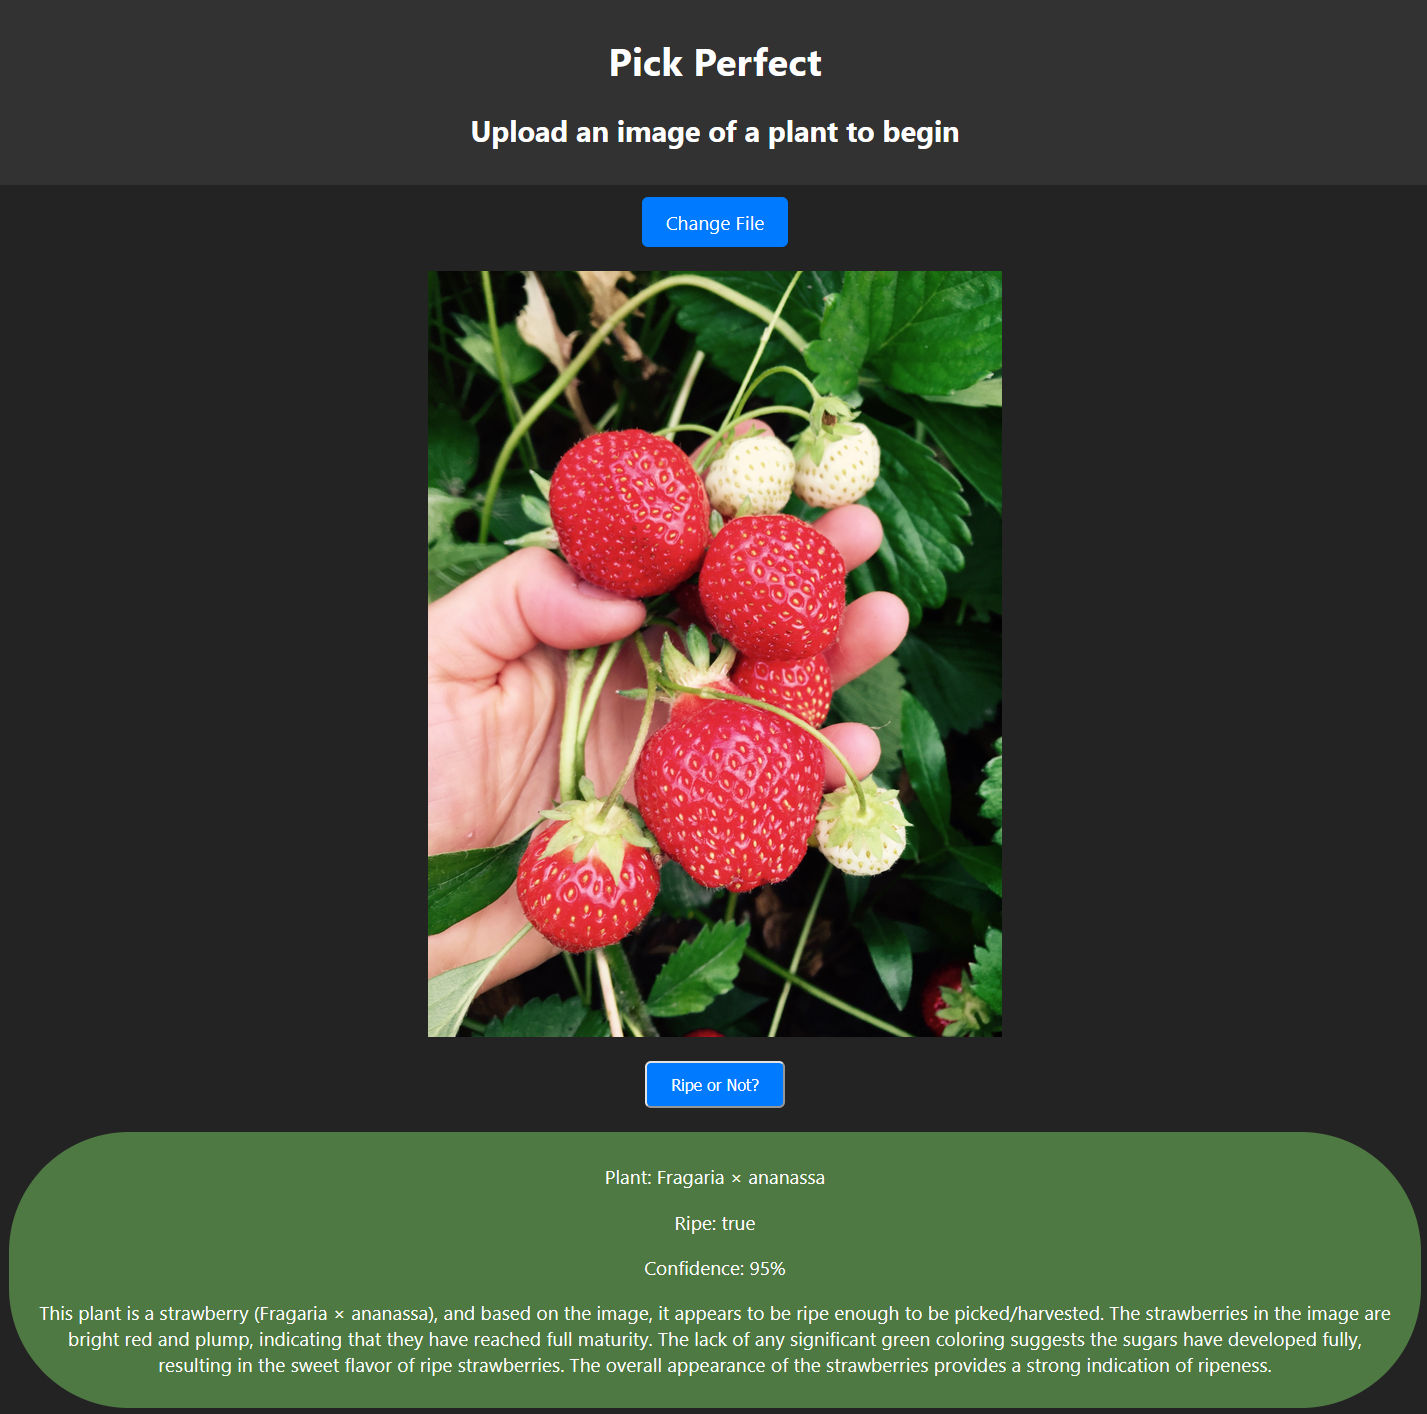 Pick Perfect
Upload an image of a plant to begin
Change File
Ripe or Not?
Plant: Fragaria × ananassa
Ripe: true
Confidence: 95%
This plant is a strawberry (Fragaria × ananassa), and based on the image, it appears to be ripe enough to be picked/harvested. The strawberries in the image are
bright red and plump, indicating that they have reached full maturity. The lack of any significant green coloring suggests the sugars have developed fully,
resulting in the sweet flavor of ripe strawberries. The overall appearance of the strawberries provides a strong indication of ripeness.